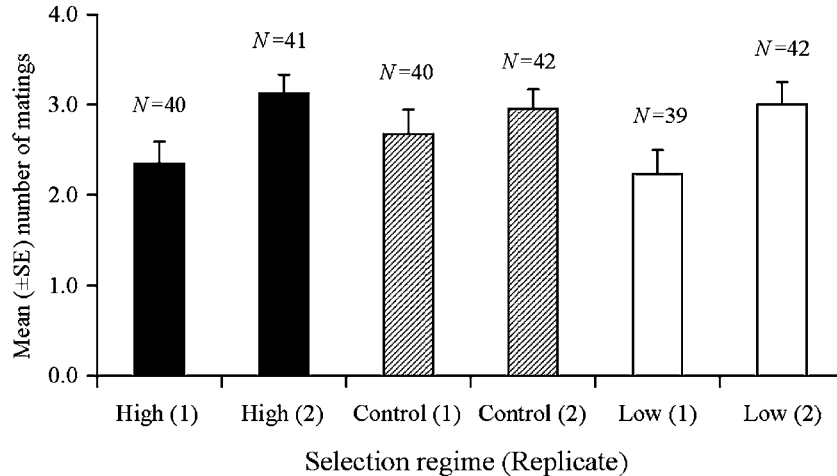 Mean (±SE) number of matings
4.0
3.0
2.0
1.0
0.0
N=40
N=41
N=40
N=42
N=39
N=42
High (1)
High (2)
Control (1)
Control (2)
Low (1)
Low (2)
Selection regime (Replicate)